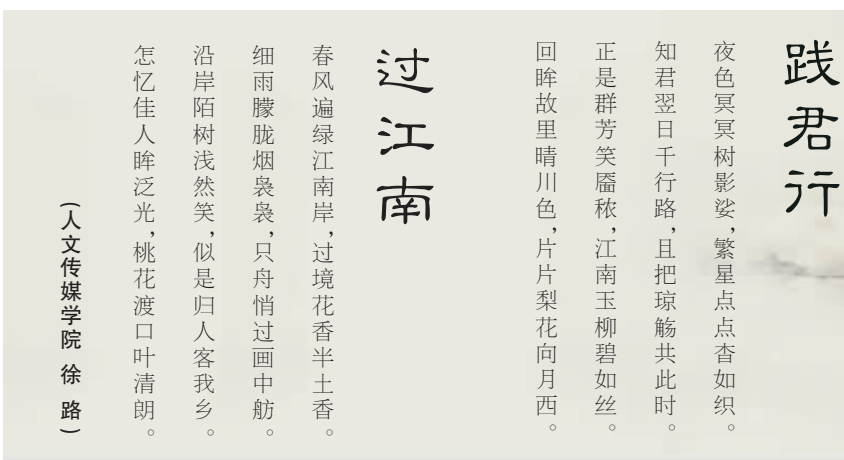 践君行
夜色冥冥树影娑，繁星点点杳如织。
知君翌日千行路，且把琼觞共此时。
正是群芳笑靥秾，江南玉柳碧如丝。
回眸故里晴川色，片片梨花向月西。
过江南
春风遍绿江南岸，过境花香半土香。
细雨朦胧烟袅袅，只舟悄过画中舫。
沿岸陌树浅然笑，似是归人客我乡。
怎忆佳人眸泛光，桃花渡口叶清朗。
（人文传媒学院 徐 路）